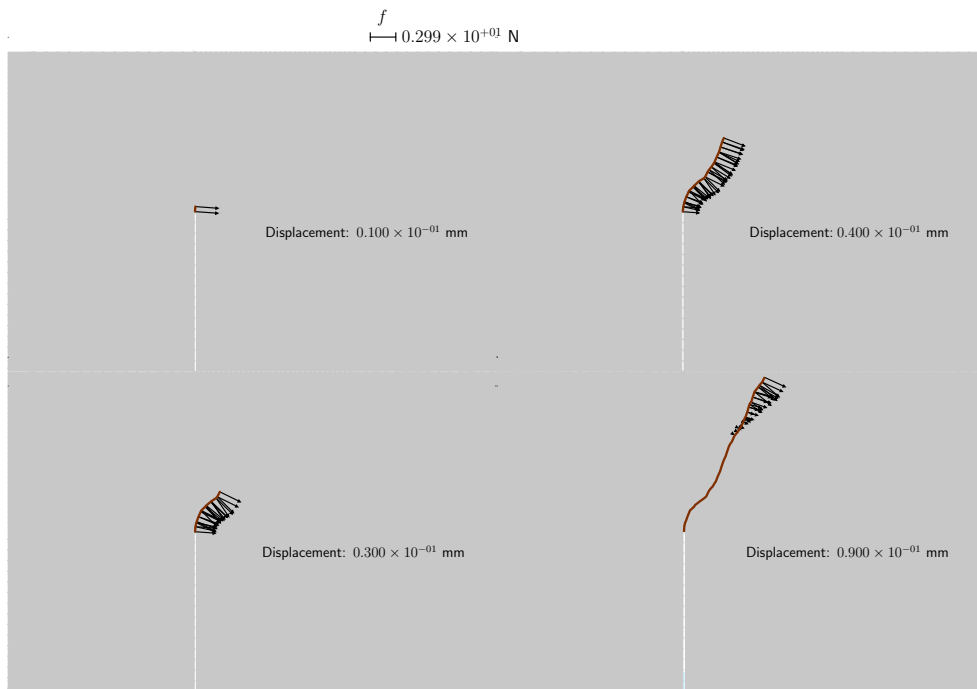 f
0.299 × 10⁺⁰¹ N
Displacement: 0.100 × 10⁻⁰¹ mm
Displacement: 0.400 × 10⁻⁰¹ mm
Displacement: 0.300 × 10⁻⁰¹ mm
Displacement: 0.900 × 10⁻⁰¹ mm